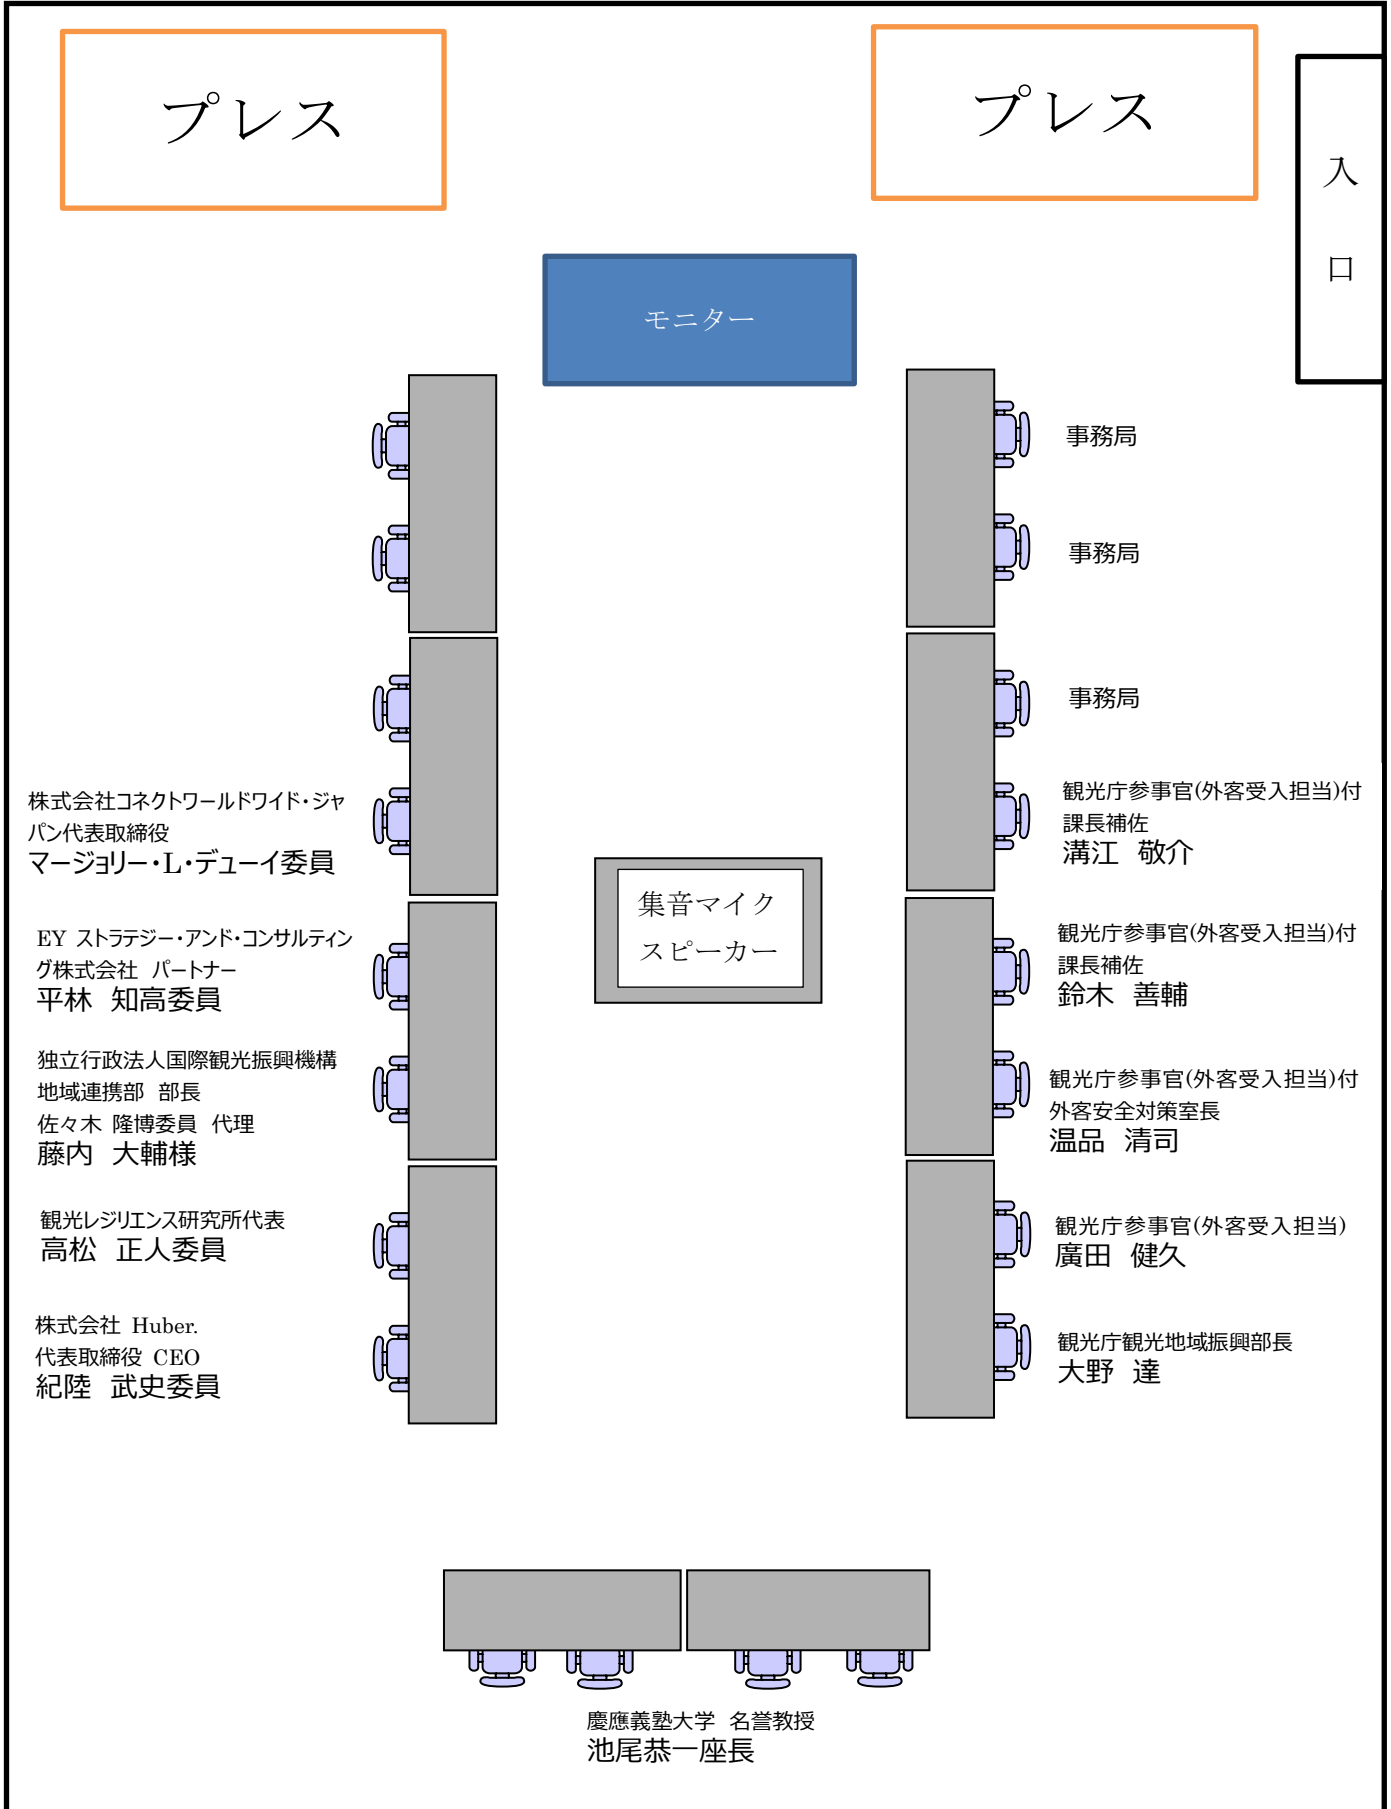 プレス
プレス
入
口
モニター
事務局
事務局
事務局
株式会社コネクトワールドワイド・ジャ
パン代表取締役
マージョリー・L・デューイ委員
EY ストラテジー・アンド・コンサルティン
グ株式会社 パートナー
平林 知高委員
独立行政法人国際観光振興機構
地域連携部 部長
佐々木 隆博委員 代理
藤内 大輔様
観光レジリエンス研究所代表
高松 正人委員
株式会社 Huber.
代表取締役 CEO
紀陸 武史委員
集音マイク
スピーカー
観光庁参事官(外客受入担当)付
課長補佐
溝江 敬介
観光庁参事官(外客受入担当)付
課長補佐
鈴木 善輔
観光庁参事官(外客受入担当)付
外客安全対策室長
温品 清司
観光庁参事官(外客受入担当)
廣田 健久
観光庁観光地域振興部長
大野 達
慶應義塾大学 名誉教授
池尾恭一座長